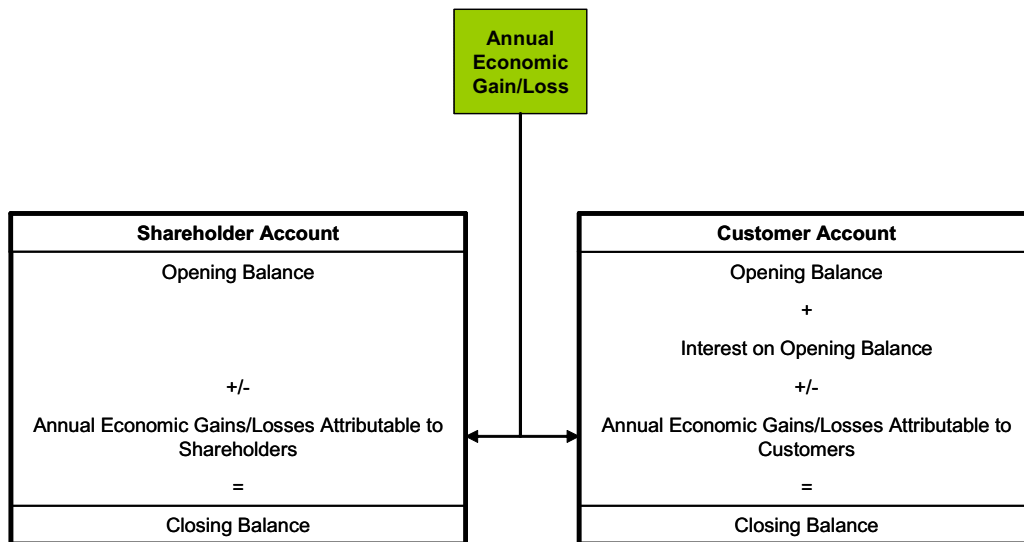 Annual
Economic
Gain/Loss
Shareholder Account
Opening Balance
+/-
Annual Economic Gains/Losses Attributable to
Shareholders
=
Closing Balance
Customer Account
Opening Balance
+
Interest on Opening Balance
+/-
Annual Economic Gains/Losses Attributable to
Customers
=
Closing Balance